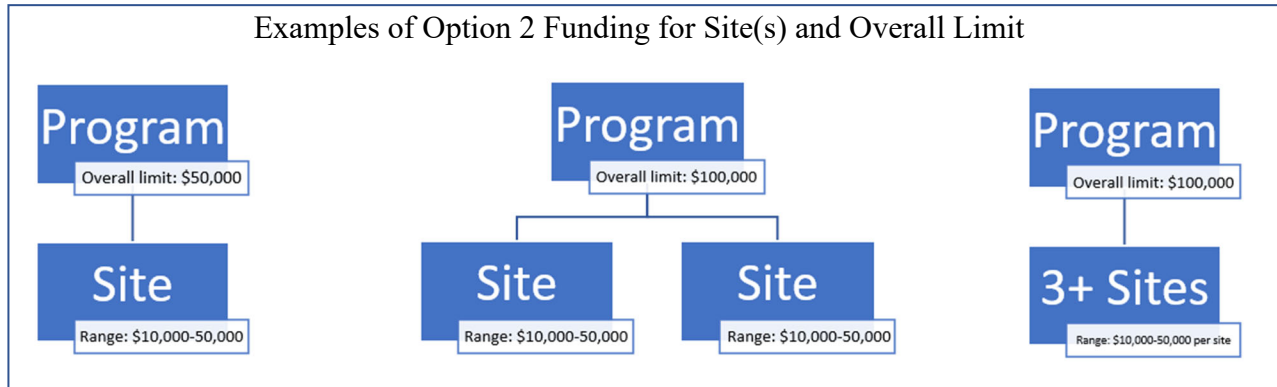 Examples of Option 2 Funding for Site(s) and Overall Limit
Program
Overall limit: $50,000
Site
Range: $10,000-50,000
Program
Overall limit: $100,000
Site
Range: $10,000-50,000
Site
Range: $10,000-50,000
Program
Overall limit: $100,000
3+ Sites
Range: $10,000-50,000 per site